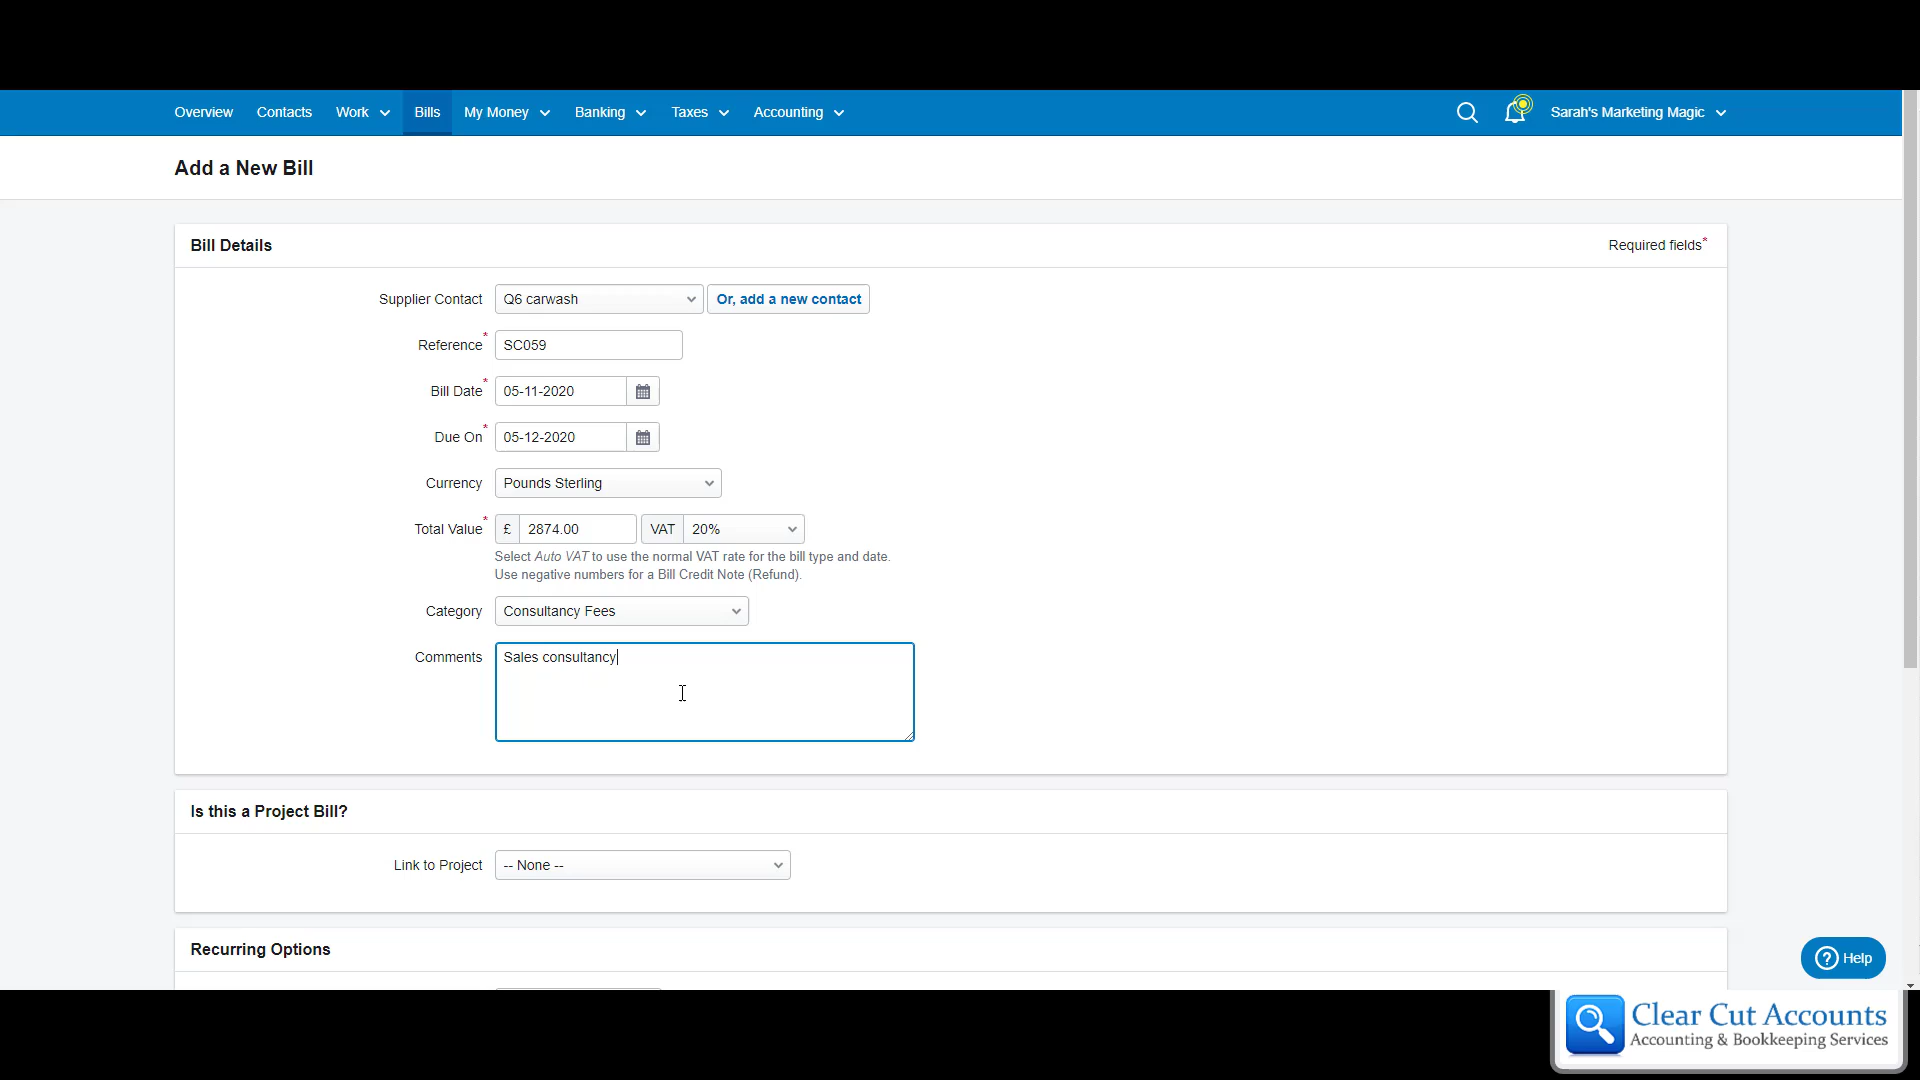 Overview Contacts Work Bills My Money Banking Taxes Accounting Sarah's Marketing Magic
Add a New Bill
Bill Details Required fields*
Supplier Contact Q6 carwash Or, add a new contact
Reference* SC059
Bill Date* 05-11-2020
Due On* 05-12-2020
Currency Pounds Sterling
Total Value* £ 2874.00 VAT 20%
Select Auto VAT to use the normal VAT rate for the bill type and date.
Use negative numbers for a Bill Credit Note (Refund).
Category Consultancy Fees
Comments Sales consultancy
Is this a Project Bill?
Link to Project -- None --
Recurring Options
? Help
Clear Cut Accounts
Accounting & Bookkeeping Services